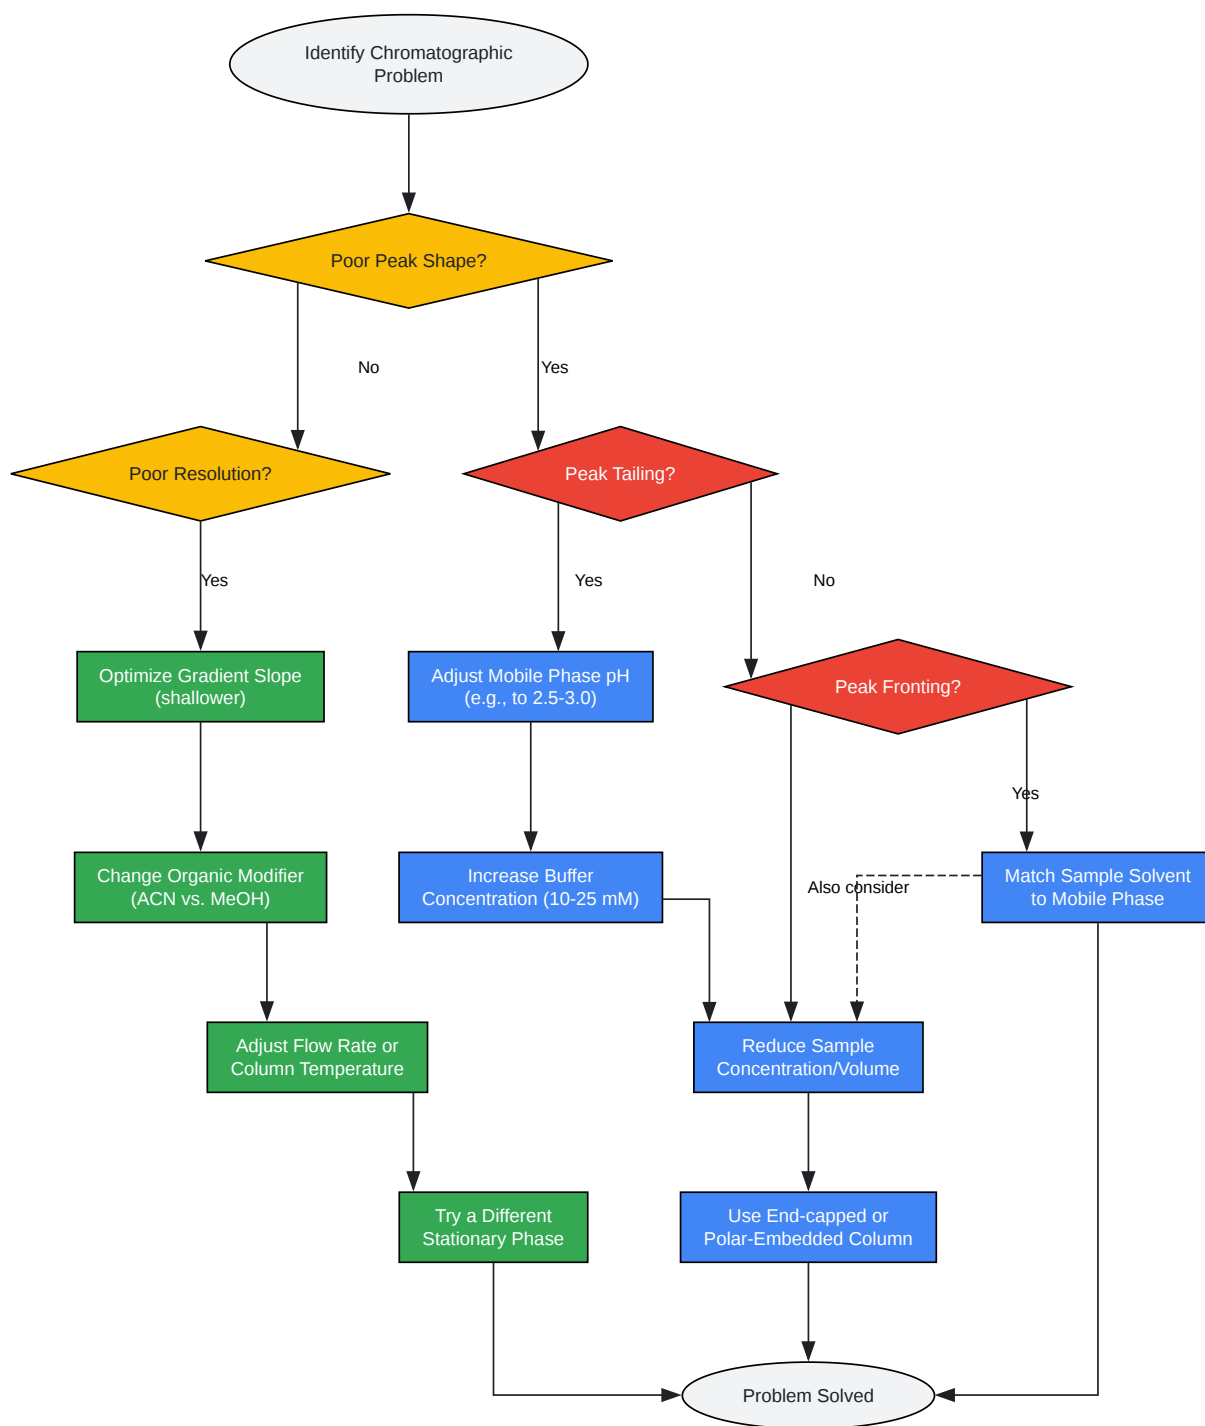 Identify Chromatographic
Problem
Poor Peak Shape?
No
Yes
Poor Resolution?
Peak Tailing?
Yes
Yes
No
Optimize Gradient Slope
(shallower)
Adjust Mobile Phase pH
(e.g., to 2.5-3.0)
Peak Fronting?
Yes
Change Organic Modifier
(ACN vs. MeOH)
Increase Buffer
Concentration (10-25 mM)
Also consider
Match Sample Solvent
to Mobile Phase
Adjust Flow Rate or
Column Temperature
Reduce Sample
Concentration/Volume
Try a Different
Stationary Phase
Use End-capped or
Polar-Embedded Column
Problem Solved